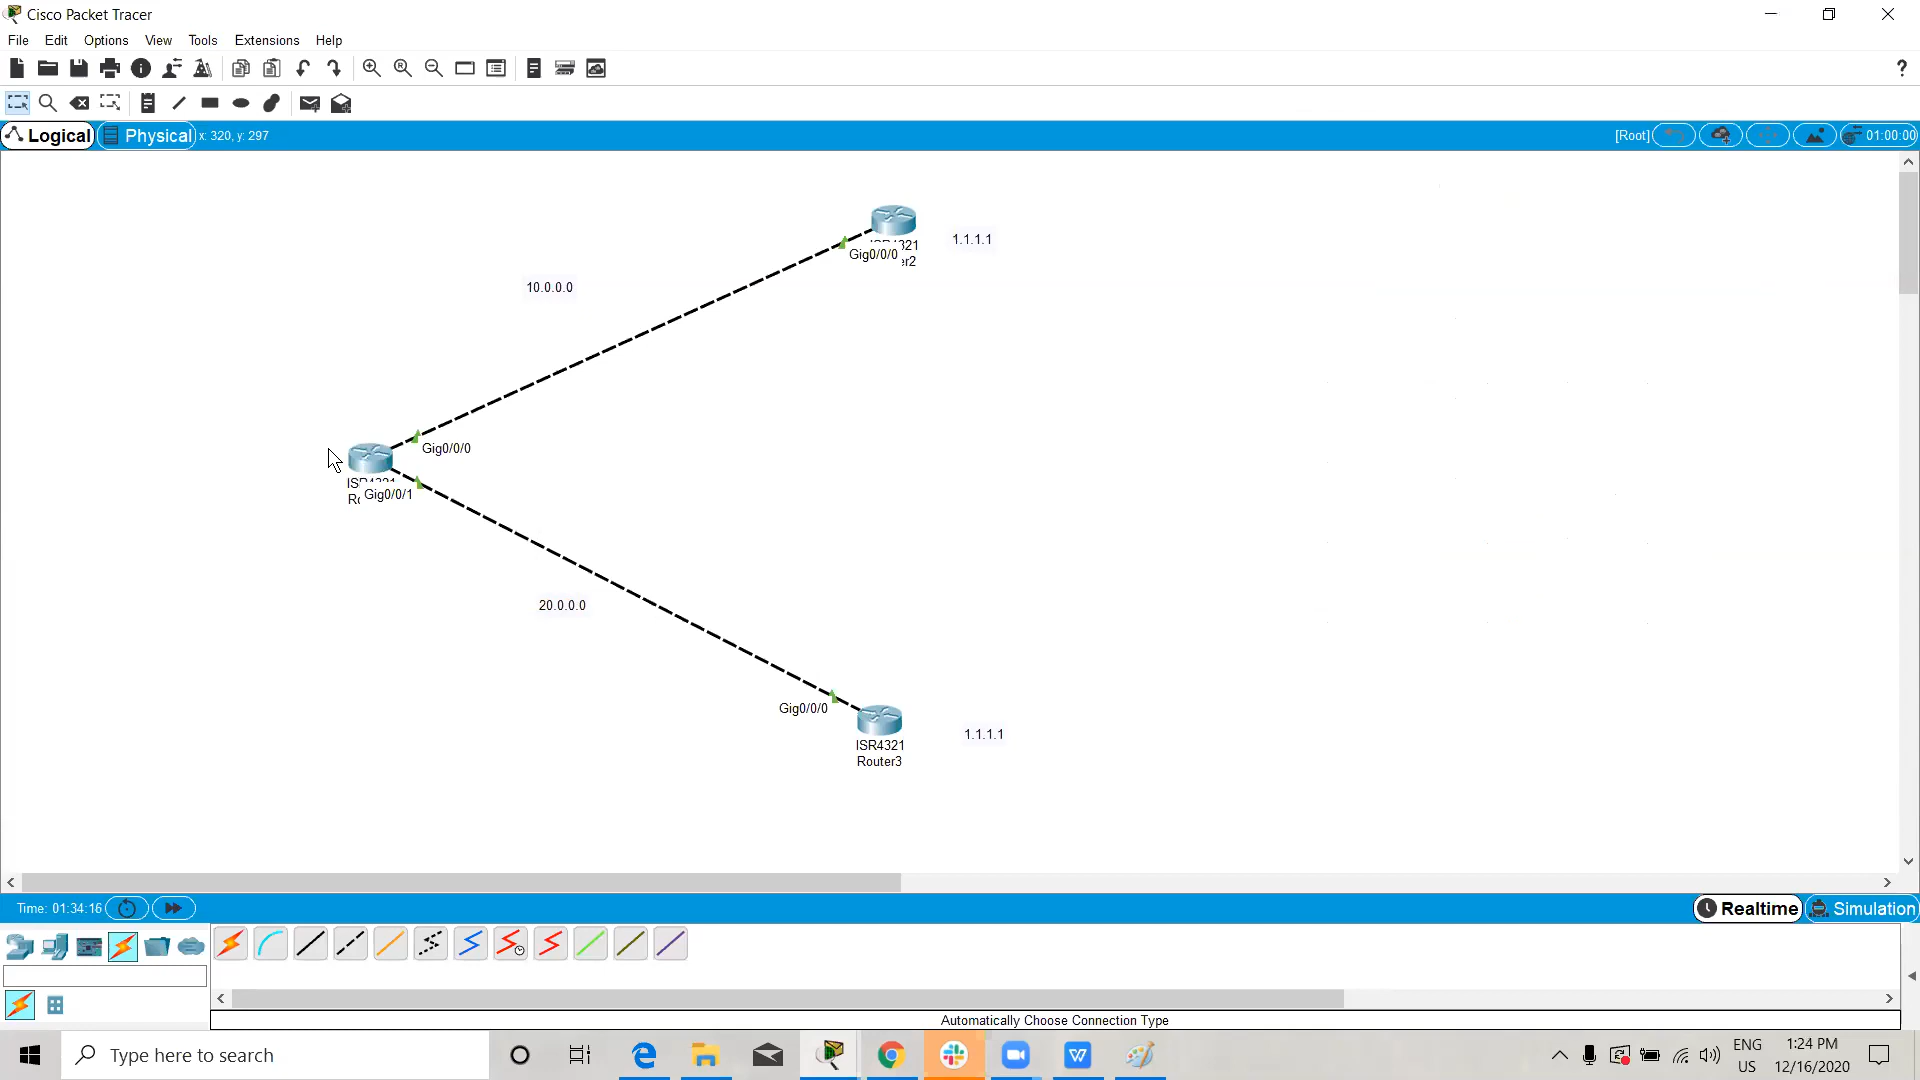 Cisco Packet Tracer
File Edit Options View Tools Extensions Help
?
Logical Physical x: 320, y: 297 [Root] 01:00:00
1.1.1.1
Gig0/0/0
10.0.0.0
Gig0/0/0
Gig0/0/1
20.0.0.0
Gig0/0/0
ISR4321
Router3
1.1.1.1
Time: 01:34:16 Realtime Simulation
Automatically Choose Connection Type
Type here to search
ENG
US
1:24 PM
12/16/2020